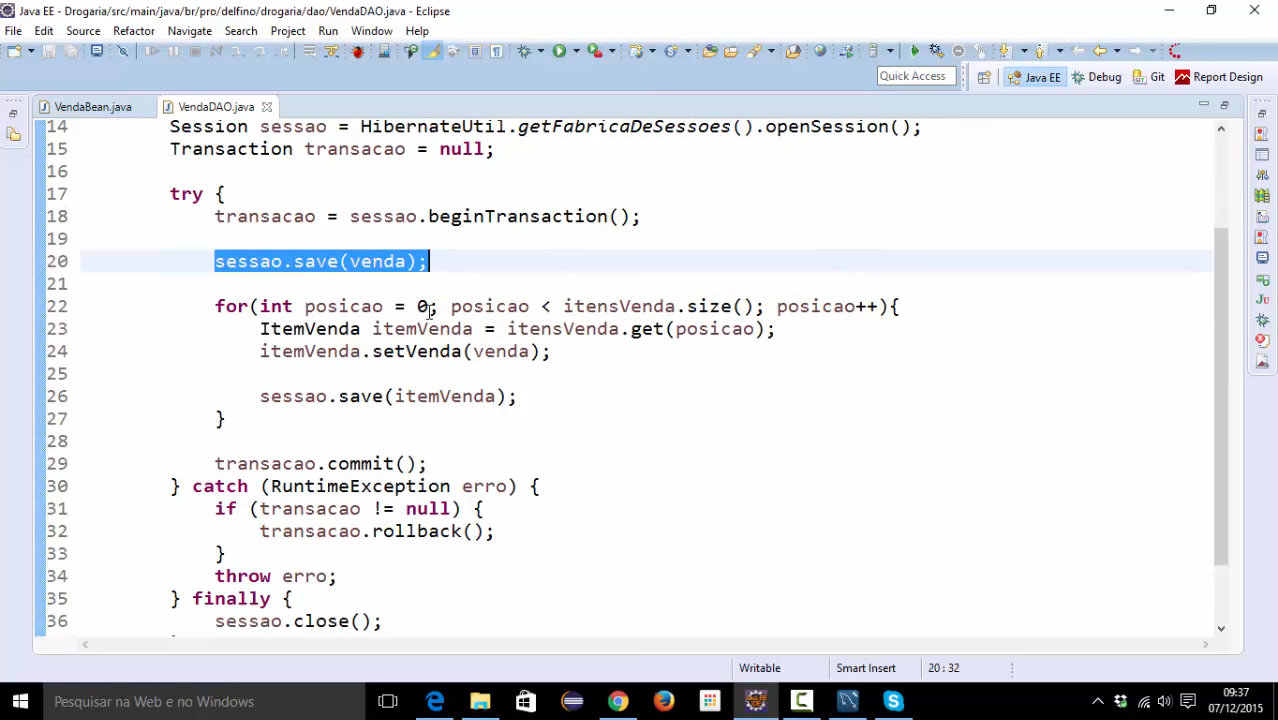 Java EE - Drogaria/src/main/java/br/pro/delfino/drogaria/dao/VendaDAO.java - Eclipse
File Edit Source Refactor Navigate Search Project Run Window Help
Quick Access Java EE Debug Git Report Design
VendaBean.java VendaDAO.java
14 Session sessao = HibernateUtil.getFabricaDeSessoes().openSession();
15 Transaction transacao = null;
16
17 try {
18 transacao = sessao.beginTransaction();
19
20 sessao.save(venda);
21
22 for(int posicao = 0; posicao < itensVenda.size(); posicao++){
23 ItemVenda itemVenda = itensVenda.get(posicao);
24 itemVenda.setVenda(venda);
25
26 sessao.save(itemVenda);
27 }
28
29 transacao.commit();
30 } catch (RuntimeException erro) {
31 if (transacao != null) {
32 transacao.rollback();
33 }
34 throw erro;
35 } finally {
36 sessao.close();
Writable Smart Insert 20 : 32
Pesquisar na Web e no Windows
09:37
07/12/2015